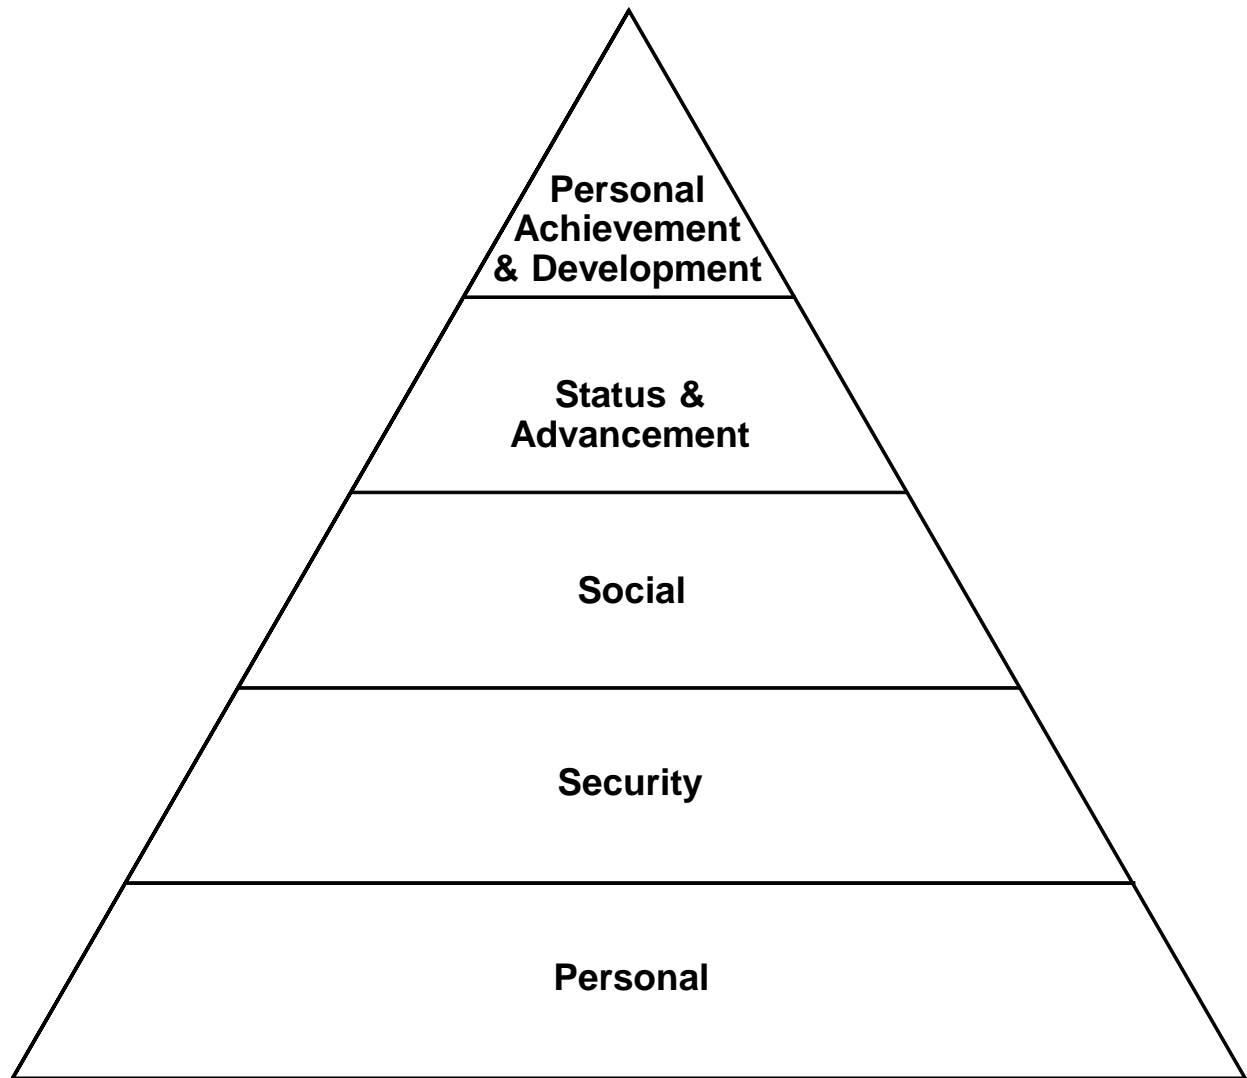 Personal
Achievement
& Development
Status &
Advancement
Social
Security
Personal